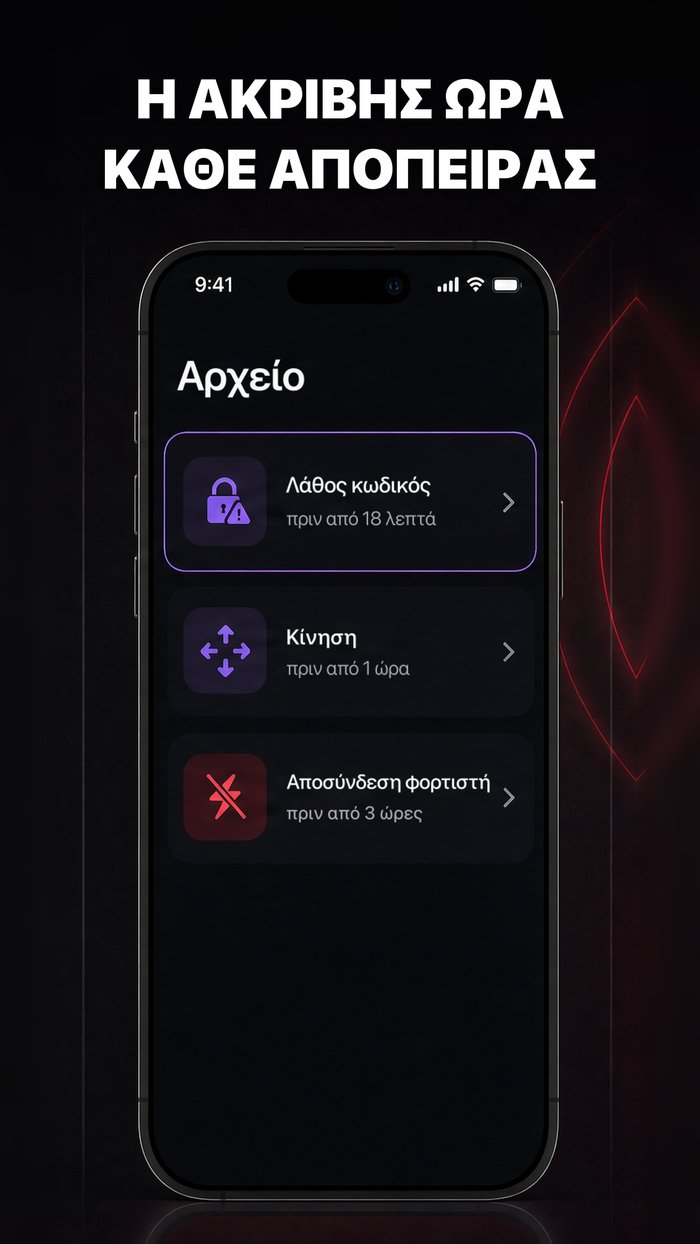 Η ΑΚΡΙΒΗΣ ΩΡΑ
ΚΑΘΕ ΑΠΟΠΕΙΡΑΣ
9:41
Αρχείο
Λάθος κωδικός
πριν από 18 λεπτά
Κίνηση
πριν από 1 ώρα
Αποσύνδεση φορτιστή
πριν από 3 ώρες